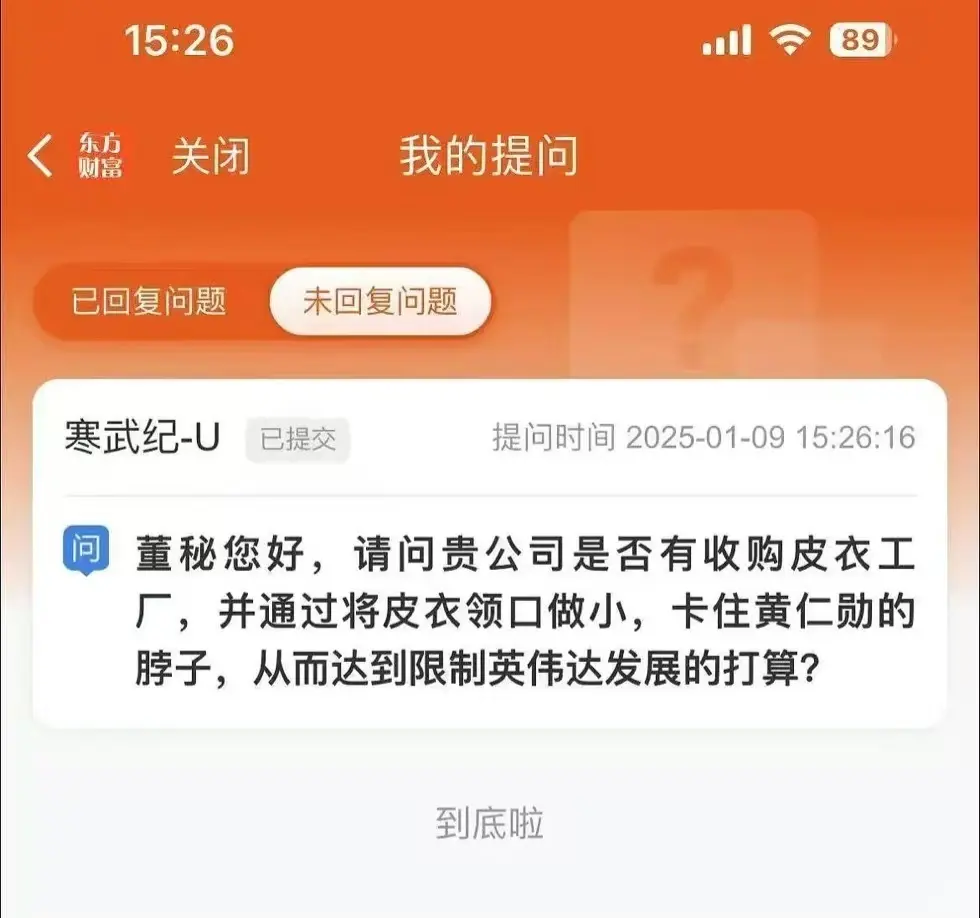 15:26
89
东方
财富
关闭
我的提问
已回复问题
未回复问题
?
寒武纪-U
已提交
提问时间 2025-01-09 15:26:16
问
董秘您好，请问贵公司是否有收购皮衣工
厂，并通过将皮衣领口做小，卡住黄仁勋的
脖子，从而达到限制英伟达发展的打算？
到底啦